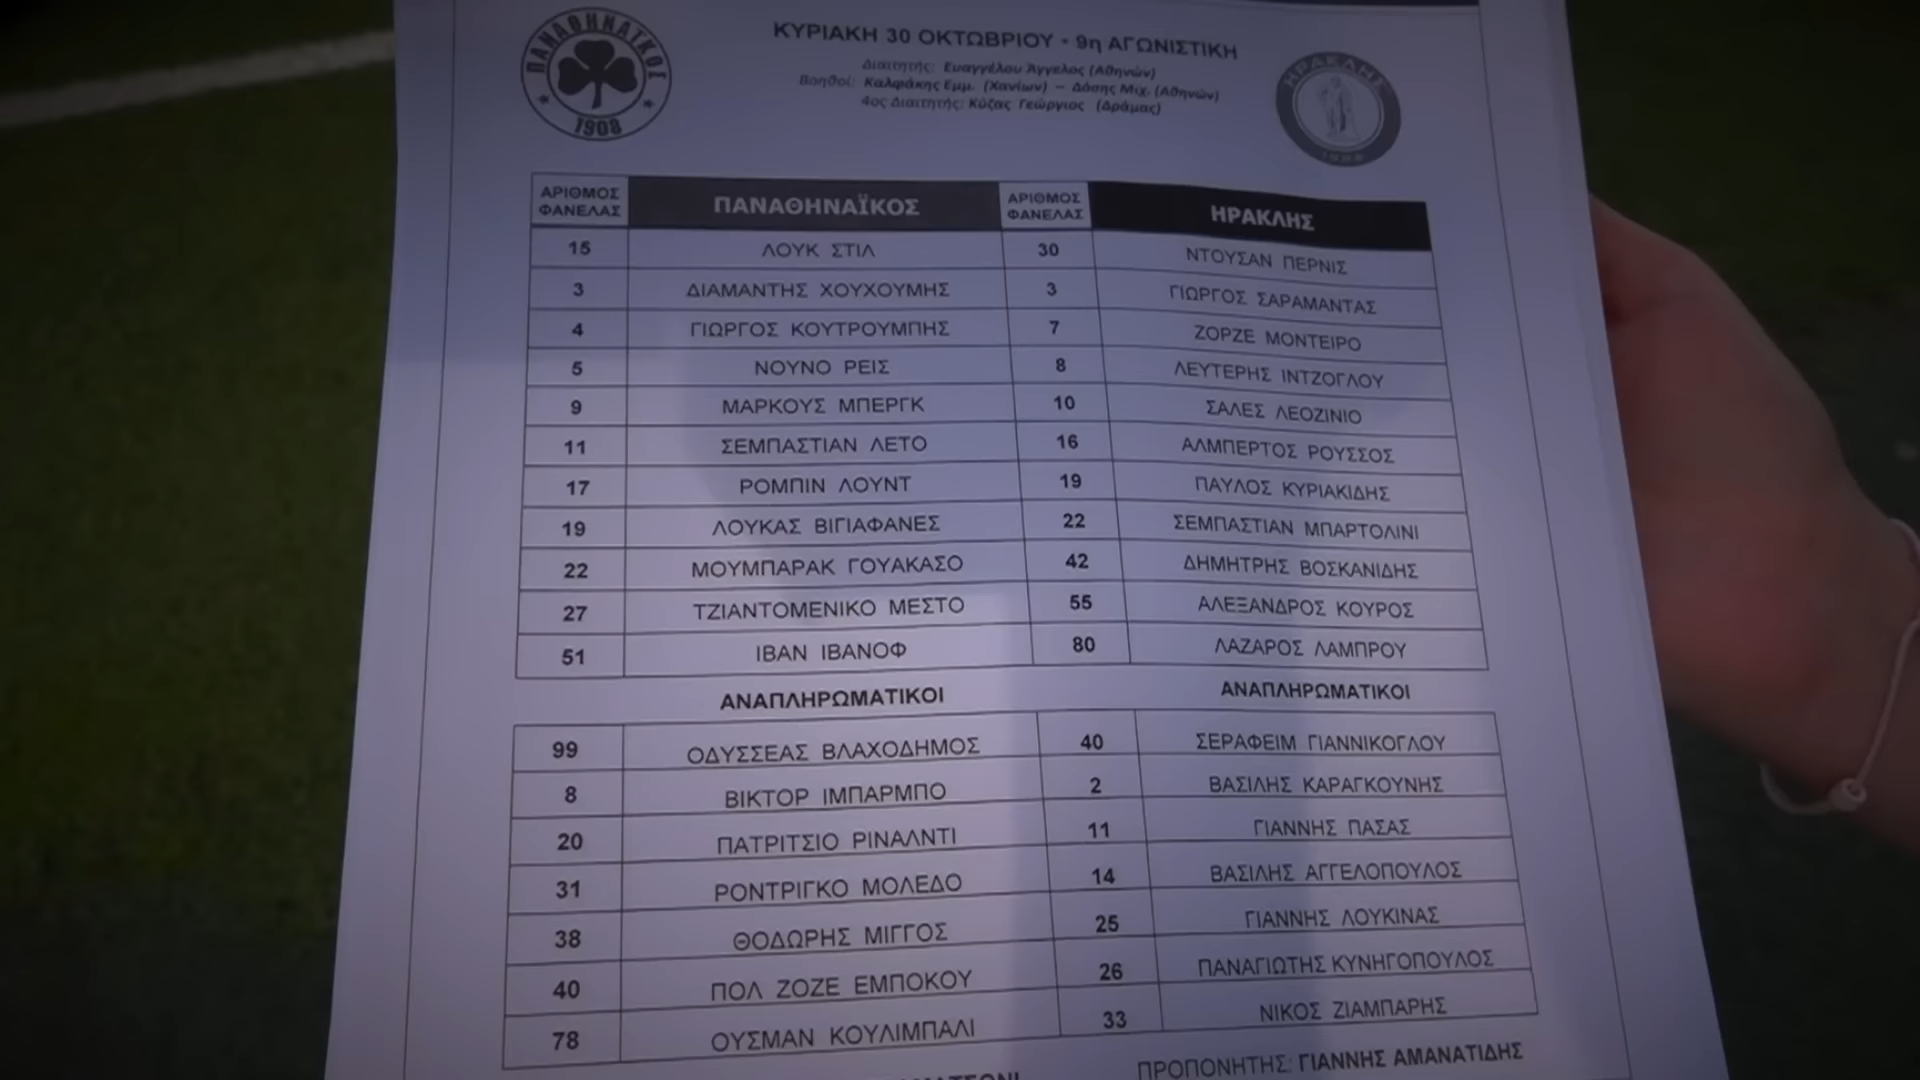 ΠΑΝΑΘΗΝΑΪΚΟΣ
1908
ΚΥΡΙΑΚΗ 30 ΟΚΤΩΒΡΙΟΥ - 9η ΑΓΩΝΙΣΤΙΚΗ
Διαιτητής: Ευαγγέλου Άγγελος (Αθηνών)
Βοηθοί: Καλφάκης Εμμ. (Χανίων) – Δόσης Μιχ. (Αθηνών)
4ος Διαιτητής: Κύζας Γεώργιος (Δράμας)
ΗΡΑΚΛΗΣ
1908
ΑΡΙΘΜΟΣ ΦΑΝΕΛΑΣ ΠΑΝΑΘΗΝΑΪΚΟΣ ΑΡΙΘΜΟΣ ΦΑΝΕΛΑΣ ΗΡΑΚΛΗΣ
15 ΛΟΥΚ ΣΤΙΛ 30 ΝΤΟΥΣΑΝ ΠΕΡΝΙΣ
3 ΔΙΑΜΑΝΤΗΣ ΧΟΥΧΟΥΜΗΣ 3 ΓΙΩΡΓΟΣ ΣΑΡΑΜΑΝΤΑΣ
4 ΓΙΩΡΓΟΣ ΚΟΥΤΡΟΥΜΠΗΣ 7 ΖΟΡΖΕ ΜΟΝΤΕΙΡΟ
5 ΝΟΥΝΟ ΡΕΙΣ 8 ΛΕΥΤΕΡΗΣ ΙΝΤΖΟΓΛΟΥ
9 ΜΑΡΚΟΥΣ ΜΠΕΡΓΚ 10 ΣΑΛΕΣ ΛΕΟΖΙΝΙΟ
11 ΣΕΜΠΑΣΤΙΑΝ ΛΕΤΟ 16 ΑΛΜΠΕΡΤΟΣ ΡΟΥΣΣΟΣ
17 ΡΟΜΠΙΝ ΛΟΥΝΤ 19 ΠΑΥΛΟΣ ΚΥΡΙΑΚΙΔΗΣ
19 ΛΟΥΚΑΣ ΒΙΓΙΑΦΑΝΕΣ 22 ΣΕΜΠΑΣΤΙΑΝ ΜΠΑΡΤΟΛΙΝΙ
22 ΜΟΥΜΠΑΡΑΚ ΓΟΥΑΚΑΣΟ 42 ΔΗΜΗΤΡΗΣ ΒΟΣΚΑΝΙΔΗΣ
27 ΤΖΙΑΝΤΟΜΕΝΙΚΟ ΜΕΣΤΟ 55 ΑΛΕΞΑΝΔΡΟΣ ΚΟΥΡΟΣ
51 ΙΒΑΝ ΙΒΑΝΟΦ 80 ΛΑΖΑΡΟΣ ΛΑΜΠΡΟΥ
ΑΝΑΠΛΗΡΩΜΑΤΙΚΟΙ ΑΝΑΠΛΗΡΩΜΑΤΙΚΟΙ
99 ΟΔΥΣΣΕΑΣ ΒΛΑΧΟΔΗΜΟΣ 40 ΣΕΡΑΦΕΙΜ ΓΙΑΝΝΙΚΟΓΛΟΥ
8 ΒΙΚΤΟΡ ΙΜΠΑΡΜΠΟ 2 ΒΑΣΙΛΗΣ ΚΑΡΑΓΚΟΥΝΗΣ
20 ΠΑΤΡΙΤΣΙΟ ΡΙΝΑΛΝΤΙ 11 ΓΙΑΝΝΗΣ ΠΑΣΑΣ
31 ΡΟΝΤΡΙΓΚΟ ΜΟΛΕΔΟ 14 ΒΑΣΙΛΗΣ ΑΓΓΕΛΟΠΟΥΛΟΣ
38 ΘΟΔΩΡΗΣ ΜΙΓΓΟΣ 25 ΓΙΑΝΝΗΣ ΛΟΥΚΙΝΑΣ
40 ΠΟΛ ΖΟΖΕ ΕΜΠΟΚΟΥ 26 ΠΑΝΑΓΙΩΤΗΣ ΚΥΝΗΓΟΠΟΥΛΟΣ
78 ΟΥΣΜΑΝ ΚΟΥΛΙΜΠΑΛΙ 33 ΝΙΚΟΣ ΖΙΑΜΠΑΡΗΣ
ΠΡΟΠΟΝΗΤΗΣ: ΓΙΑΝΝΗΣ ΑΜΑΝΑΤΙΔΗΣ